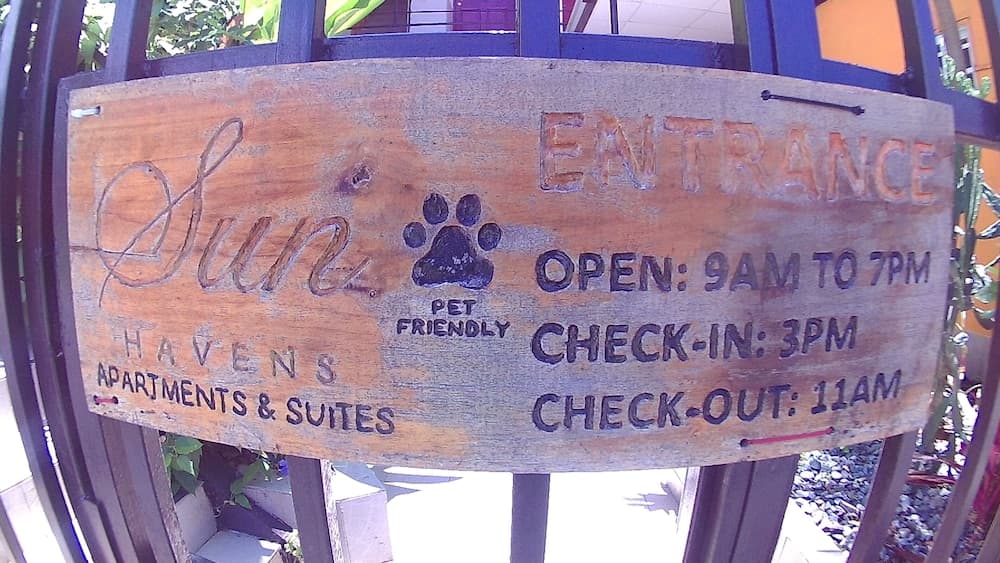 Sun
HAVENS
APARTMENTS & SUITES
PET
FRIENDLY
ENTRANCE
OPEN: 9AM TO 7PM
CHECK-IN: 3PM
CHECK-OUT: 11AM